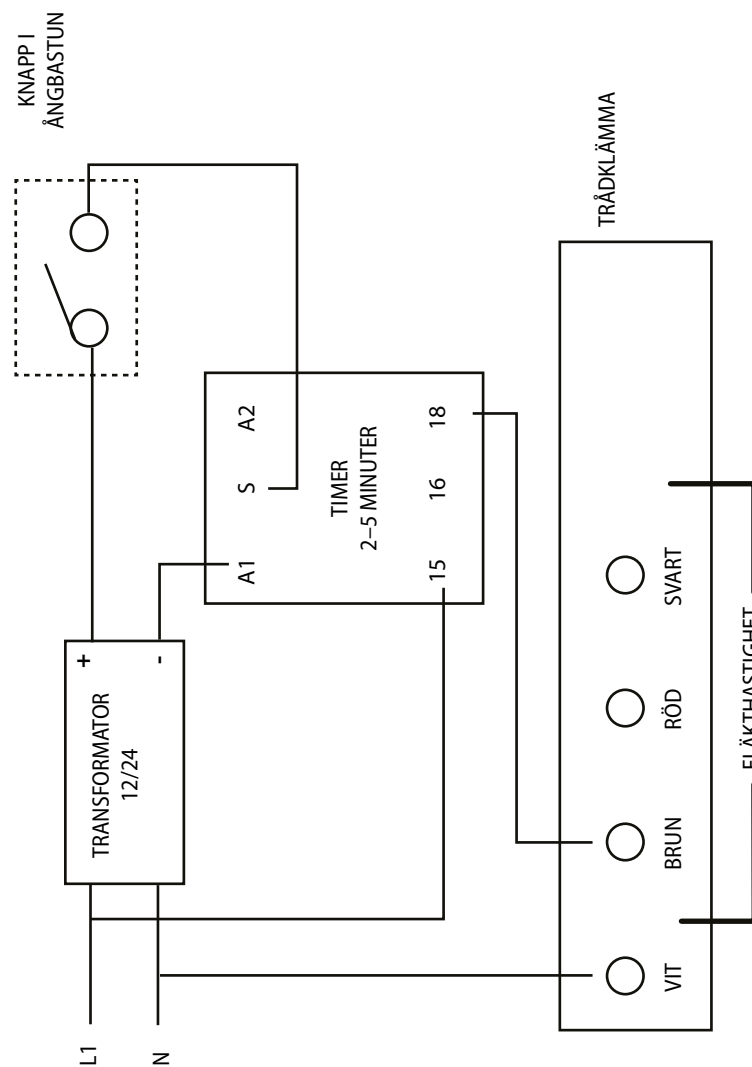 KNAPP I
ÅNGBASTUN
TRANSFORMATOR
12/24
+
-
L1
N
A1
S
A2
TIMER
2–5 MINUTER
15
16
18
TRÅDKLÄMMA
VIT
BRUN
RÖD
SVART
FLÄKTHASTIGHET